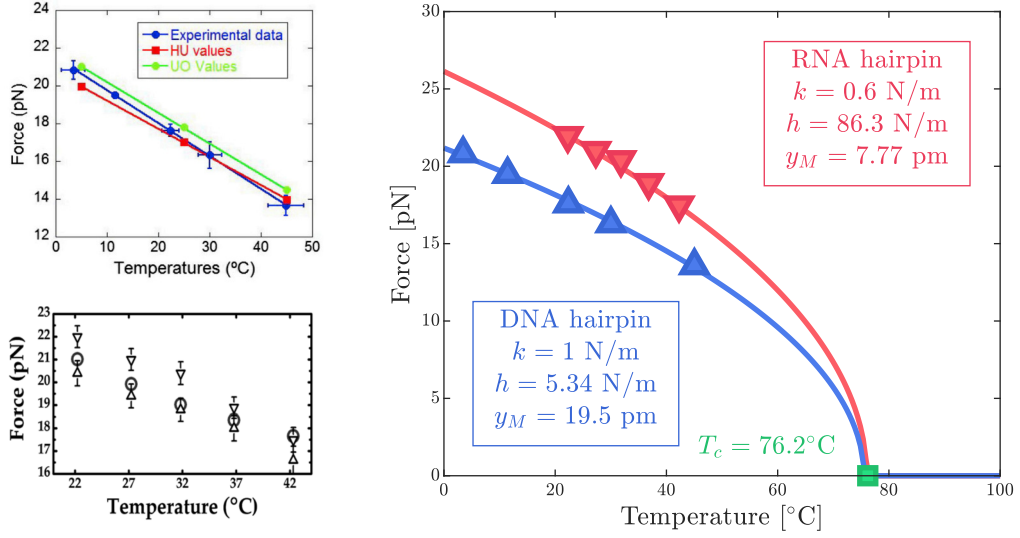 24
22
20
18
16
14
12
0
10
20
30
40
50
Force (pN)
Temperatures (ºC)
Experimental data
HU values
UO Values
23
22
21
20
19
18
17
16
22
27
32
37
42
Force (pN)
Temperature (°C)
30
25
20
15
10
5
0
0
20
40
60
80
100
Force [pN]
Temperature [°C]
RNA hairpin
k = 0.6 N/m
h = 86.3 N/m
y_M = 7.77 pm
DNA hairpin
k = 1 N/m
h = 5.34 N/m
y_M = 19.5 pm
T_c = 76.2°C